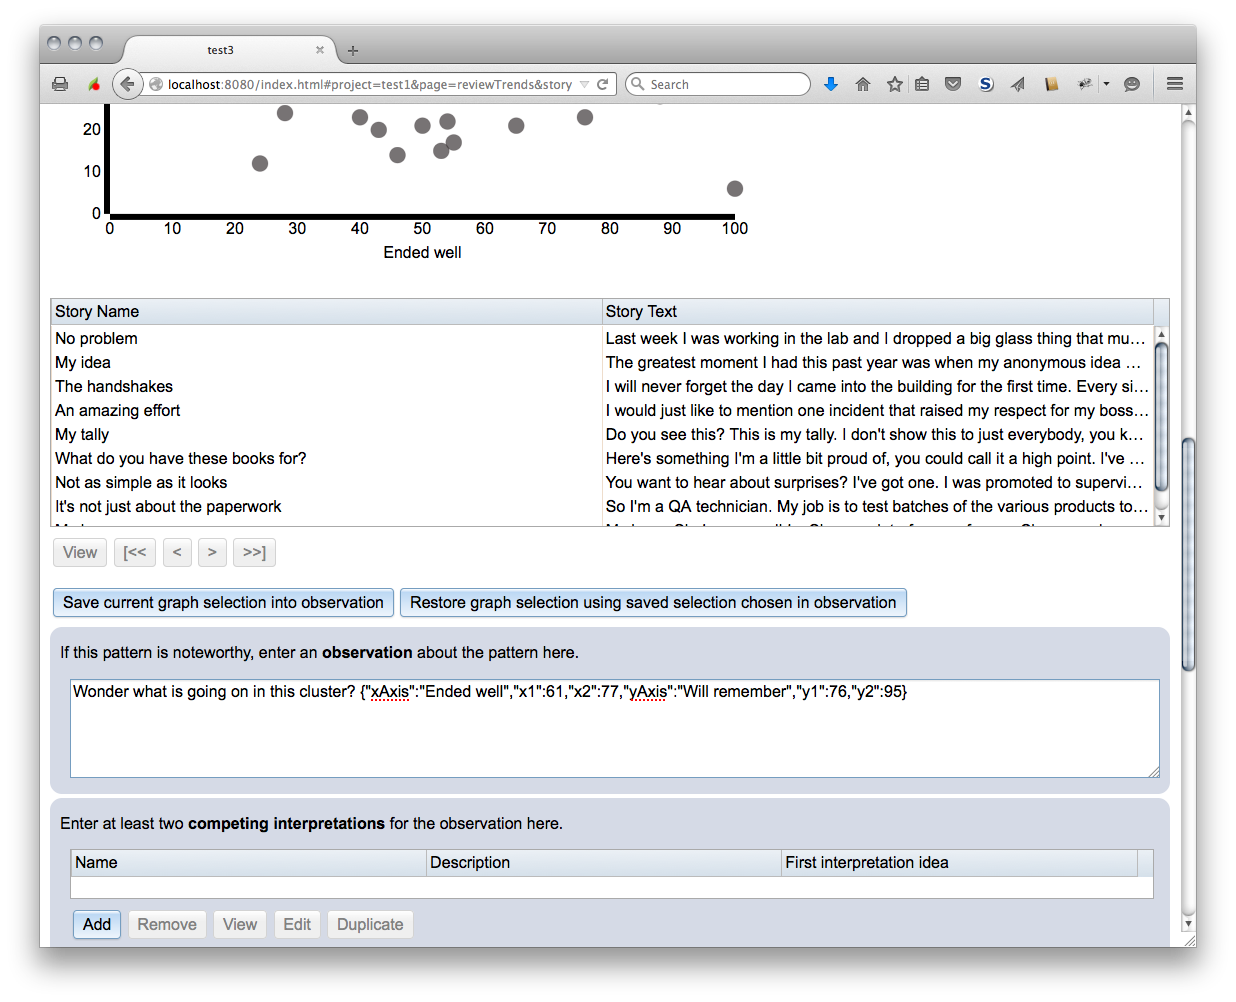 test3
localhost:8080/index.html#project=test1&page=reviewTrends&story
Search
20
10
0
0 10 20 30 40 50 60 70 80 90 100
Ended well
Story Name Story Text
No problem Last week I was working in the lab and I dropped a big glass thing that mu...
My idea The greatest moment I had this past year was when my anonymous idea ...
The handshakes I will never forget the day I came into the building for the first time. Every si...
An amazing effort I would just like to mention one incident that raised my respect for my boss...
My tally Do you see this? This is my tally. I don't show this to just everybody, you k...
What do you have these books for? Here's something I'm a little bit proud of, you could call it a high point. I've ...
Not as simple as it looks You want to hear about surprises? I've got one. I was promoted to supervi...
It's not just about the paperwork So I'm a QA technician. My job is to test batches of the various products to...
View [<< < > >>]
Save current graph selection into observation Restore graph selection using saved selection chosen in observation
If this pattern is noteworthy, enter an observation about the pattern here.
Wonder what is going on in this cluster? {"xAxis":"Ended well","x1":61,"x2":77,"yAxis":"Will remember","y1":76,"y2":95}
Enter at least two competing interpretations for the observation here.
Name Description First interpretation idea
Add Remove View Edit Duplicate